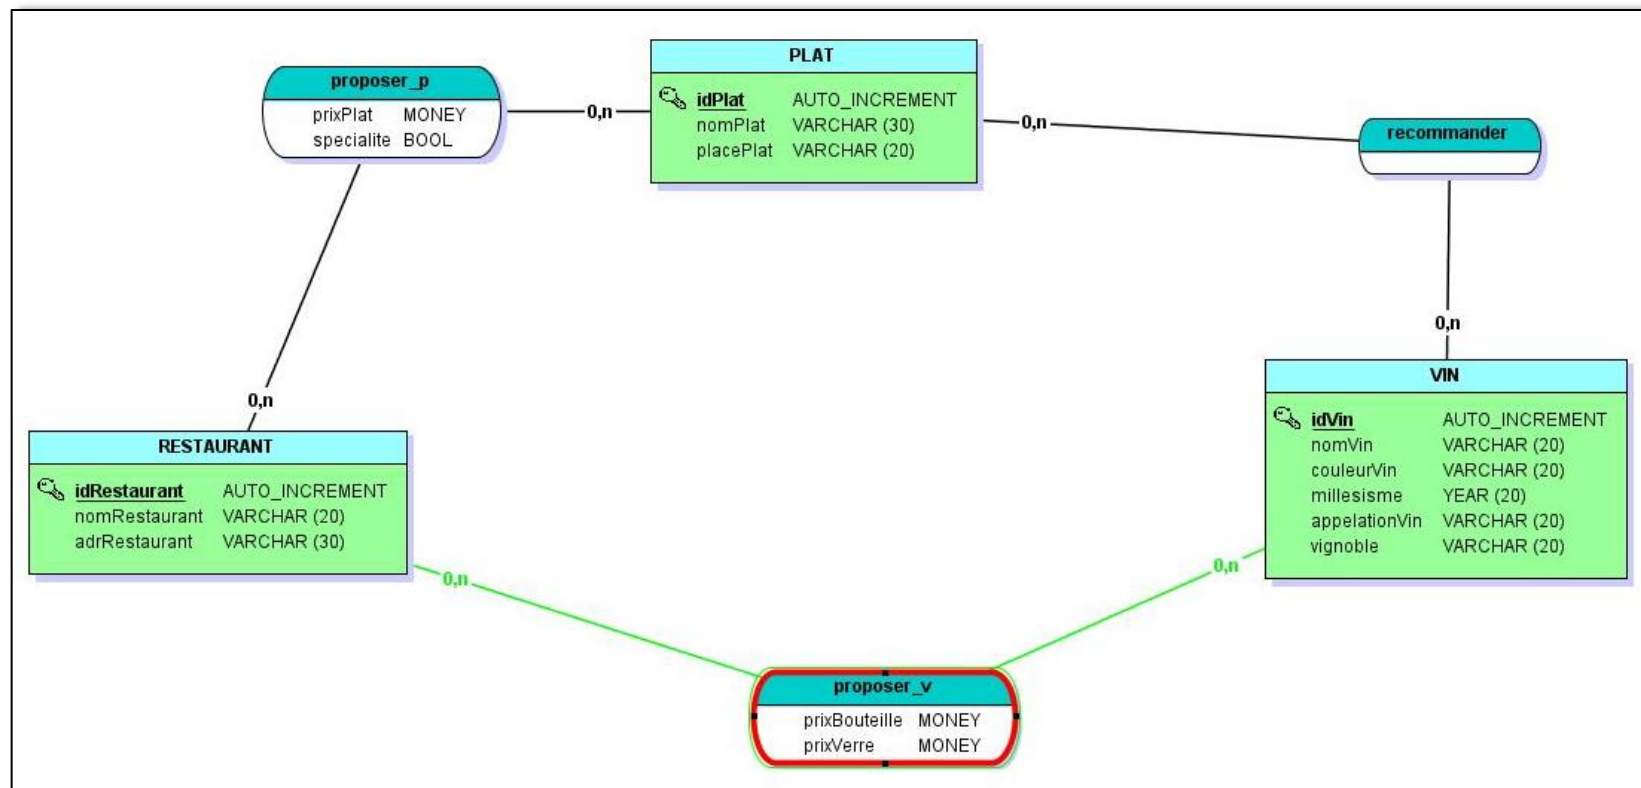 PLAT
idPlat AUTO_INCREMENT
nomPlat VARCHAR (30)
placePlat VARCHAR (20)
proposer_p
prixPlat MONEY
specialite BOOL
0,n
0,n
recommander
0,n
0,n
VIN
idVin AUTO_INCREMENT
nomVin VARCHAR (20)
couleurVin VARCHAR (20)
millesisme YEAR (20)
appelationVin VARCHAR (20)
vignoble VARCHAR (20)
RESTAURANT
idRestaurant AUTO_INCREMENT
nomRestaurant VARCHAR (20)
adrRestaurant VARCHAR (30)
0,n
0,n
proposer_v
prixBouteille MONEY
prixVerre MONEY